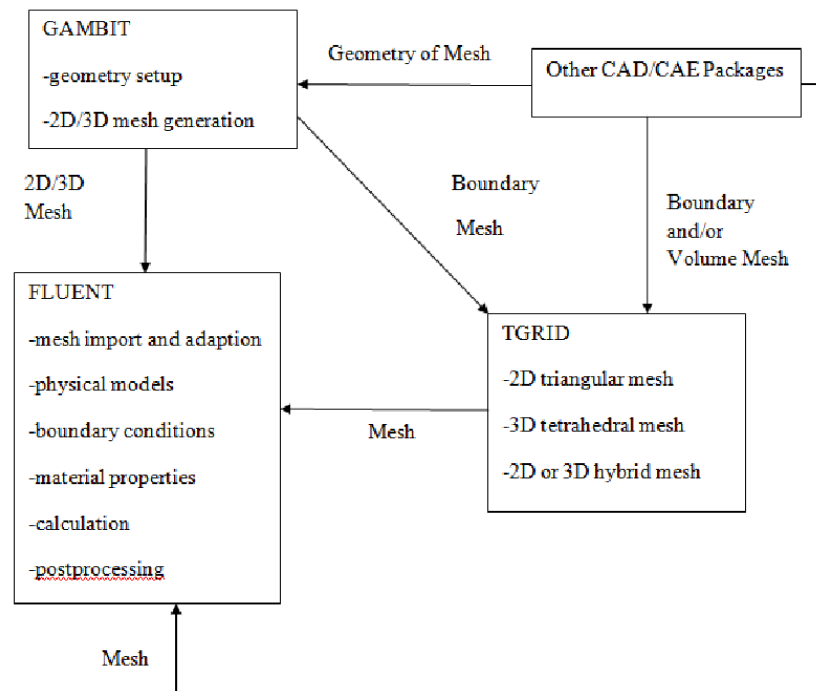 GAMBIT
-geometry setup
-2D/3D mesh generation
Geometry of Mesh
Other CAD/CAE Packages
2D/3D
Mesh
Boundary
Mesh
Boundary
and/or
Volume Mesh
FLUENT
-mesh import and adaption
-physical models
-boundary conditions
-material properties
-calculation
-postprocessing
TGRID
-2D triangular mesh
-3D tetrahedral mesh
-2D or 3D hybrid mesh
Mesh
Mesh